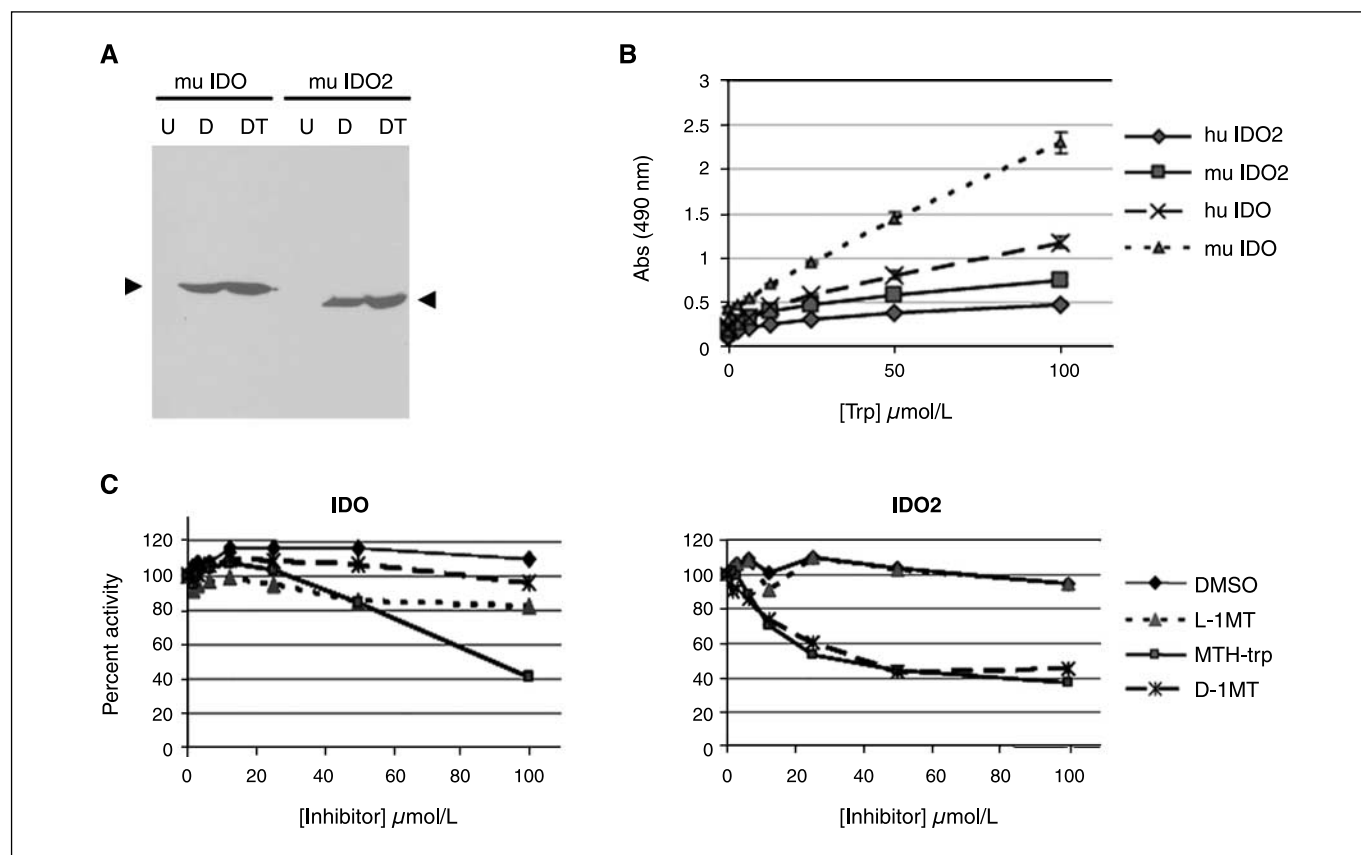 A
mu IDO mu IDO2
U D DT U D DT
B
3
2.5
2
1.5
1
0.5
0
Abs (490 nm)
0 50 100
[Trp] µmol/L
hu IDO2
mu IDO2
hu IDO
mu IDO
C
IDO
120
100
80
60
40
20
0
Percent activity
0 20 40 60 80 100
[Inhibitor] µmol/L
IDO2
120
100
80
60
40
20
0
0 20 40 60 80 100
[Inhibitor] µmol/L
DMSO
L-1MT
MTH-trp
D-1MT